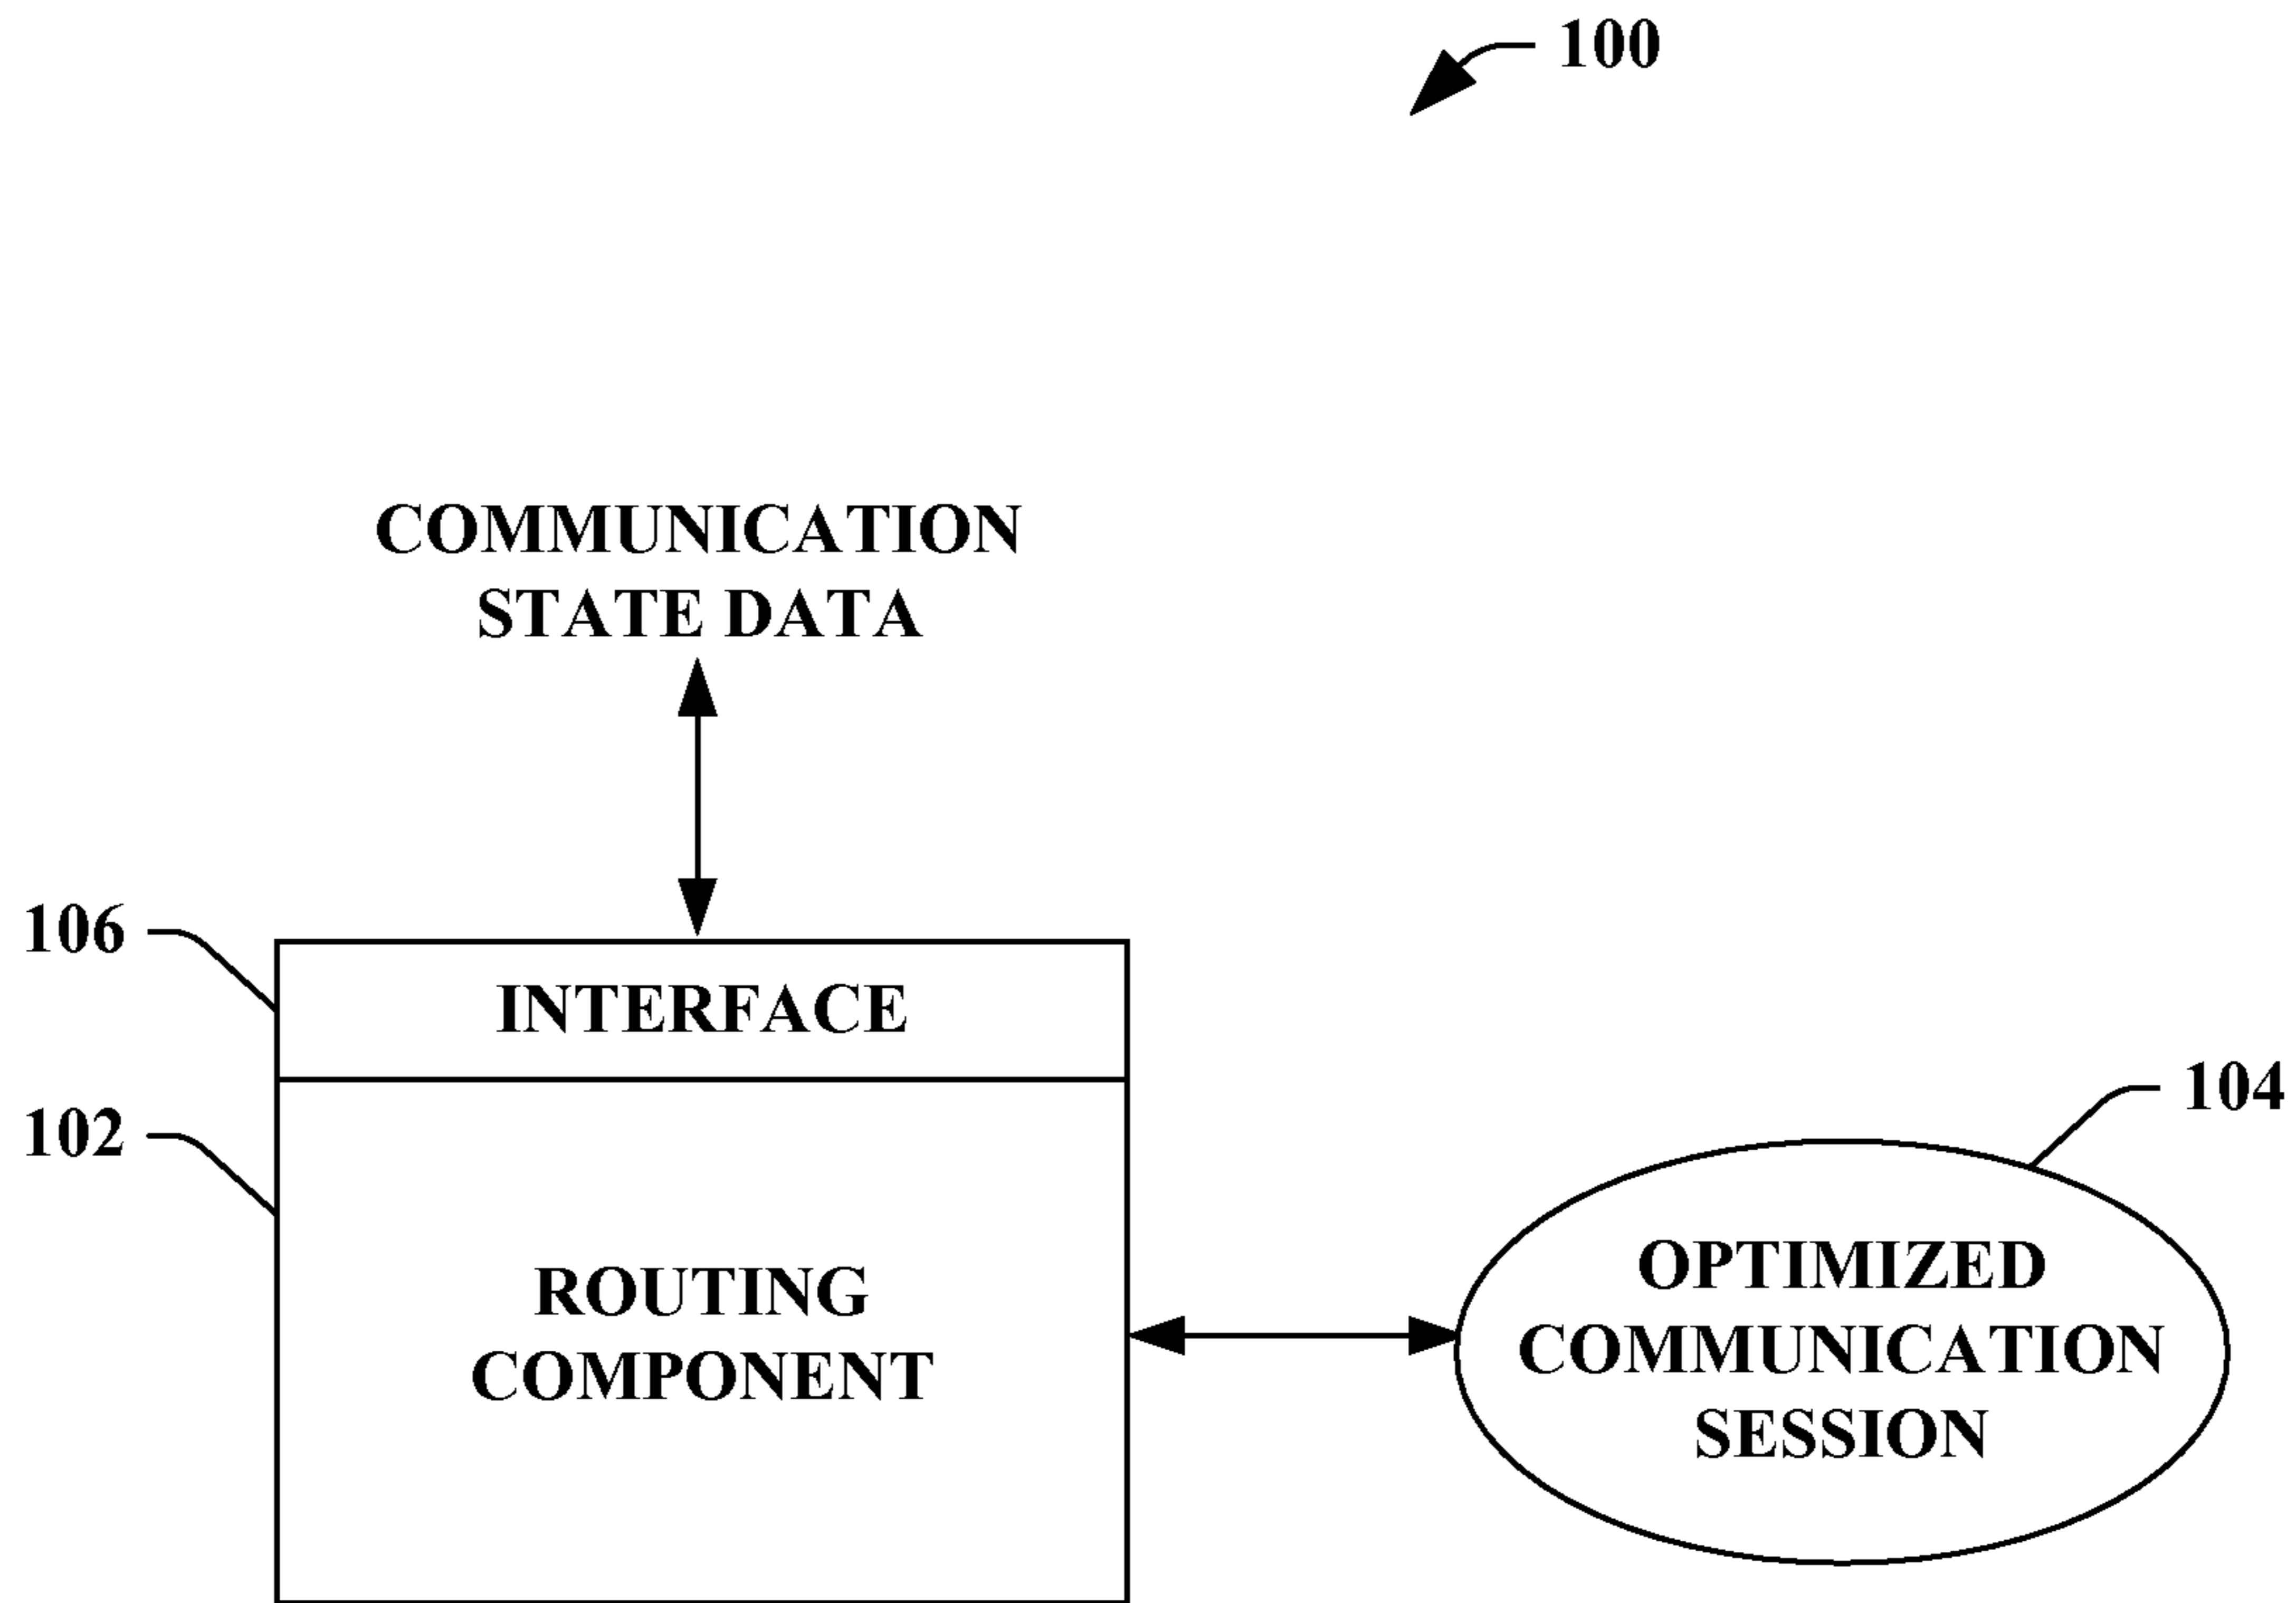 100
COMMUNICATION
STATE DATA
106
INTERFACE
102
104
ROUTING
COMPONENT
OPTIMIZED
COMMUNICATION
SESSION